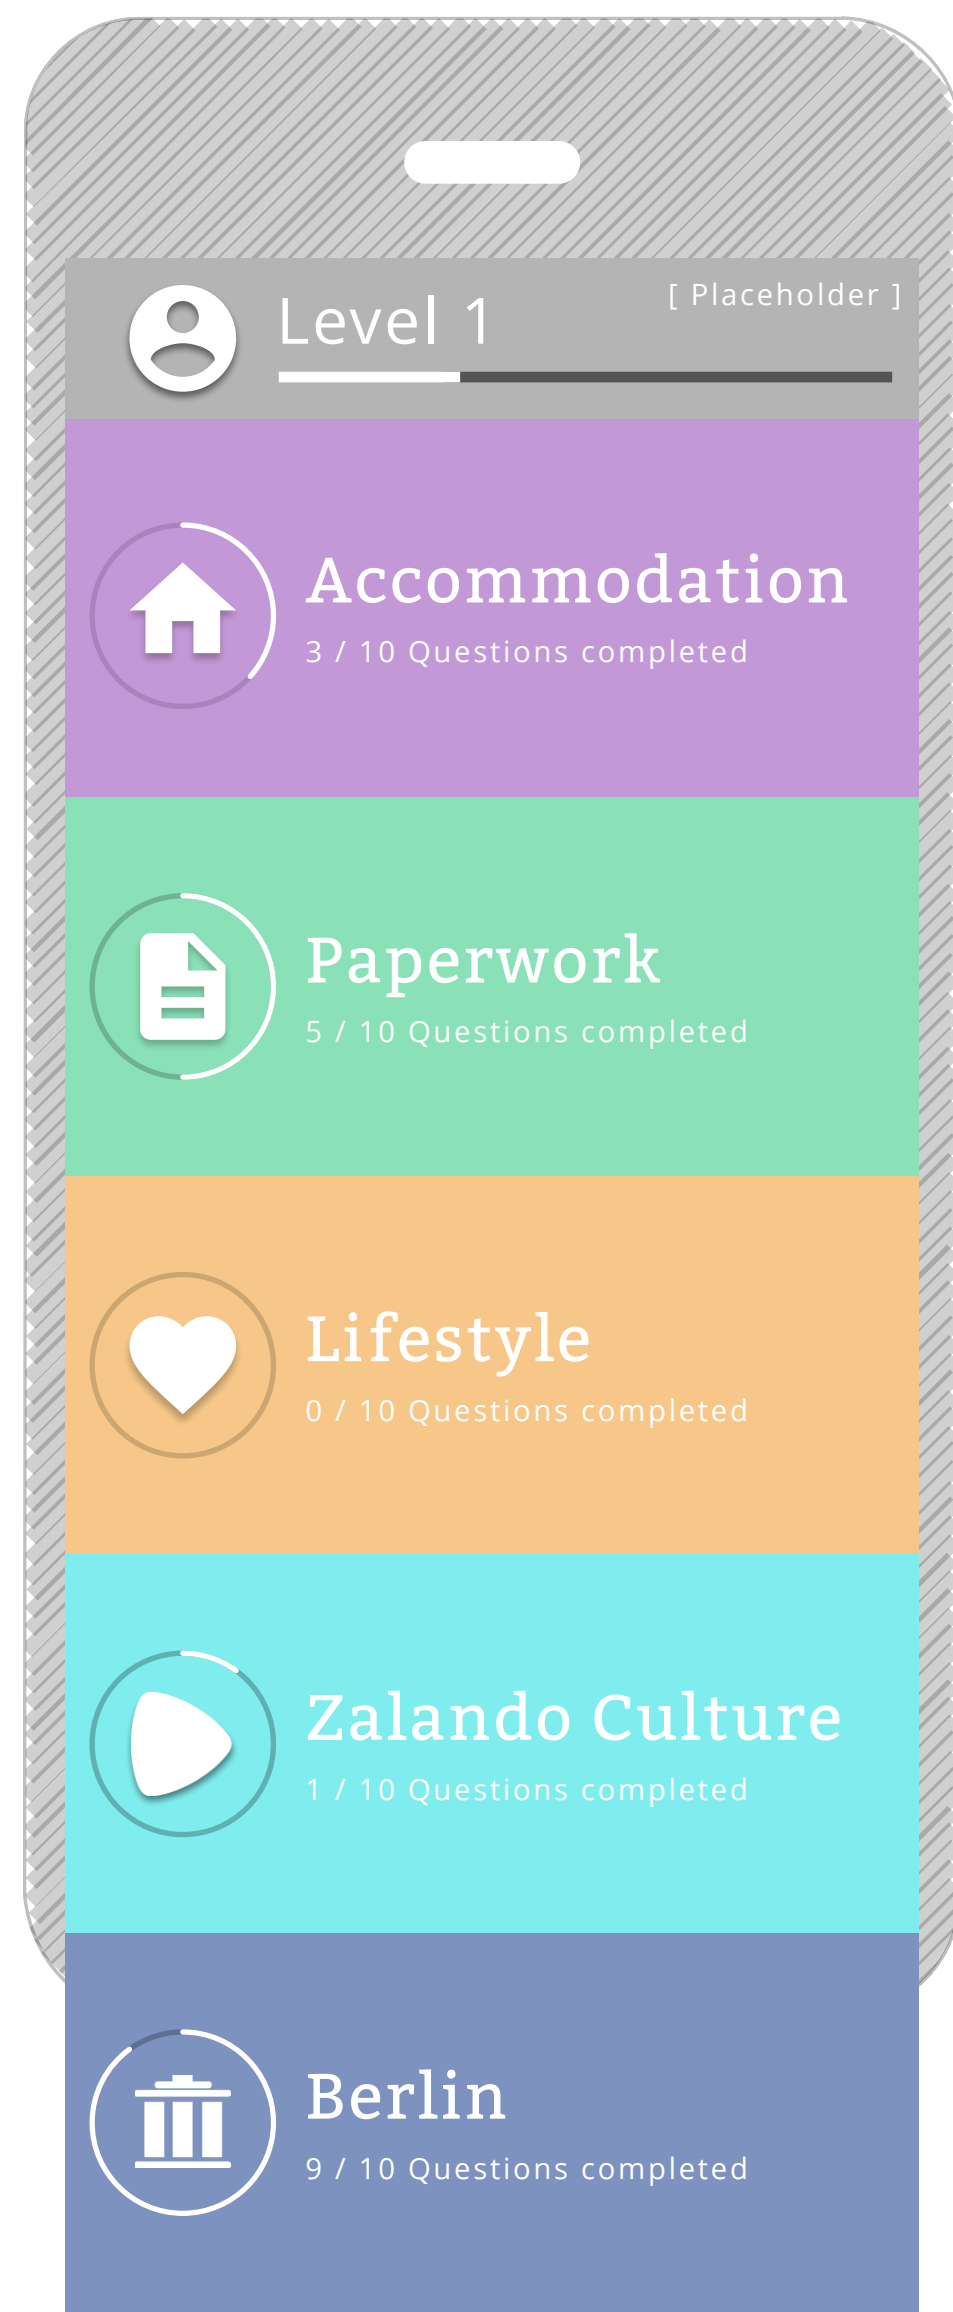 Level 1
[ Placeholder ]
Accommodation
3 / 10 Questions completed
Paperwork
5 / 10 Questions completed
Lifestyle
0 / 10 Questions completed
Zalando Culture
1 / 10 Questions completed
Berlin
9 / 10 Questions completed